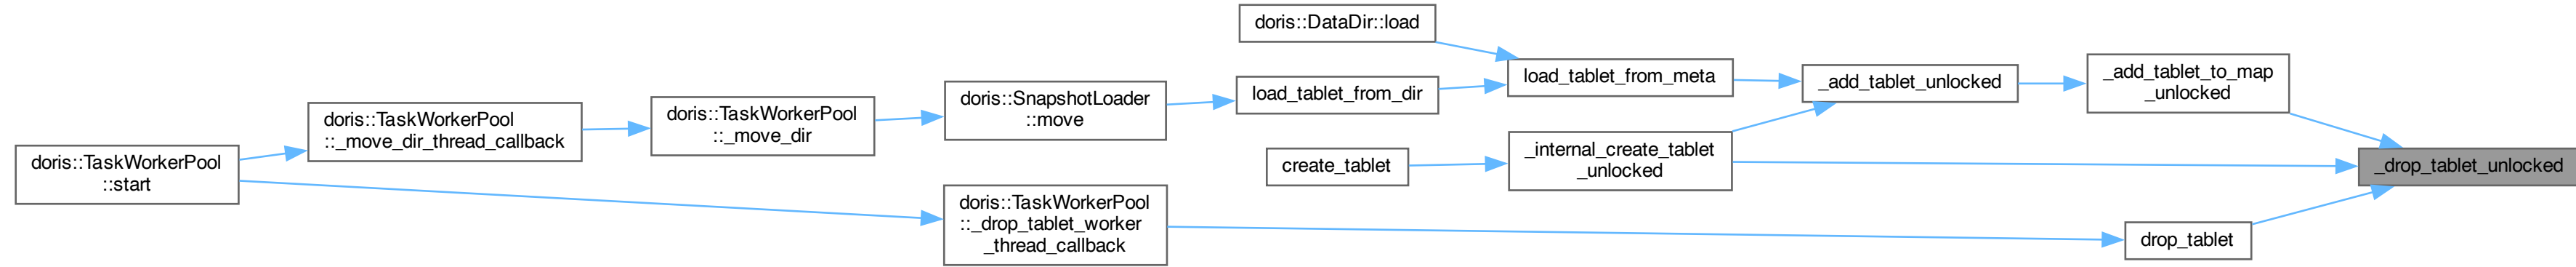 doris::TaskWorkerPool
::start
doris::TaskWorkerPool
::_move_dir_thread_callback
doris::TaskWorkerPool
::_move_dir
doris::SnapshotLoader
::move
doris::TaskWorkerPool
::_drop_tablet_worker
_thread_callback
doris::DataDir::load
load_tablet_from_dir
create_tablet
load_tablet_from_meta
_internal_create_tablet
_unlocked
_add_tablet_unlocked
_add_tablet_to_map
_unlocked
drop_tablet
_drop_tablet_unlocked